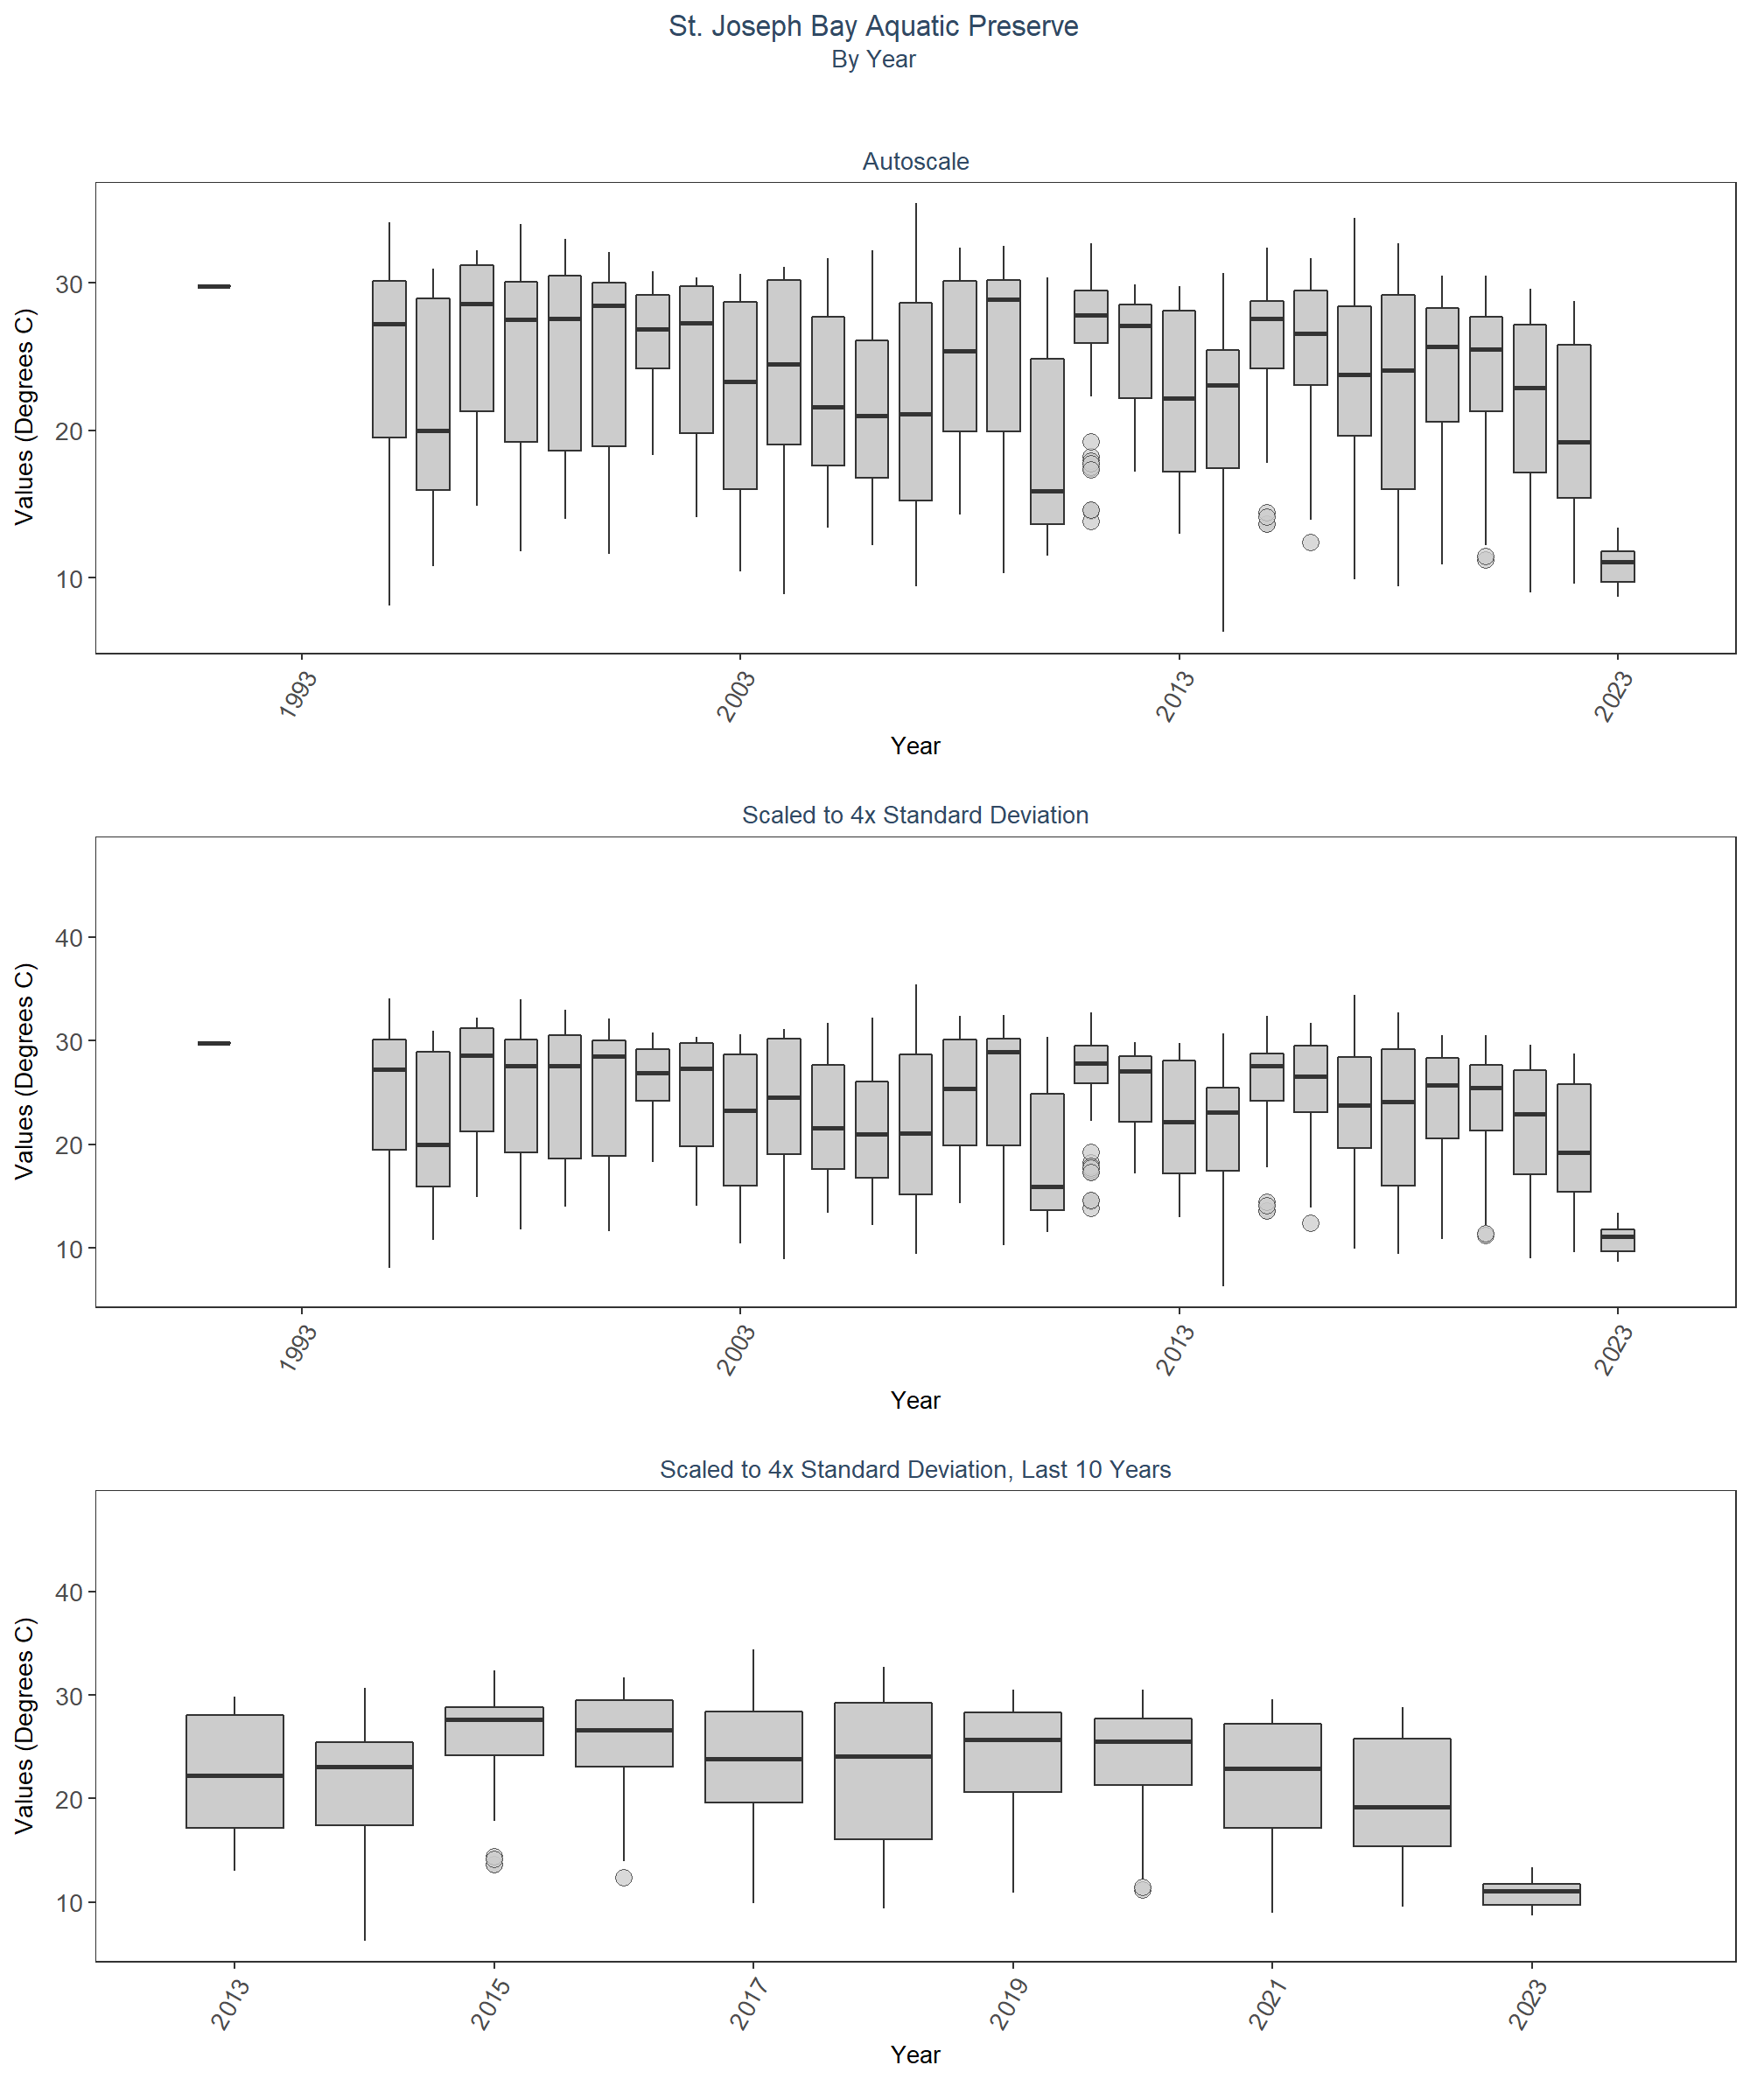 St. Joseph Bay Aquatic Preserve
By Year
Autoscale
Values (Degrees C)
30
20
10
1993
2003
2013
2023
Year
Scaled to 4x Standard Deviation
Values (Degrees C)
40
30
20
10
1993
2003
2013
2023
Year
Scaled to 4x Standard Deviation, Last 10 Years
Values (Degrees C)
40
30
20
10
2013
2015
2017
2019
2021
2023
Year